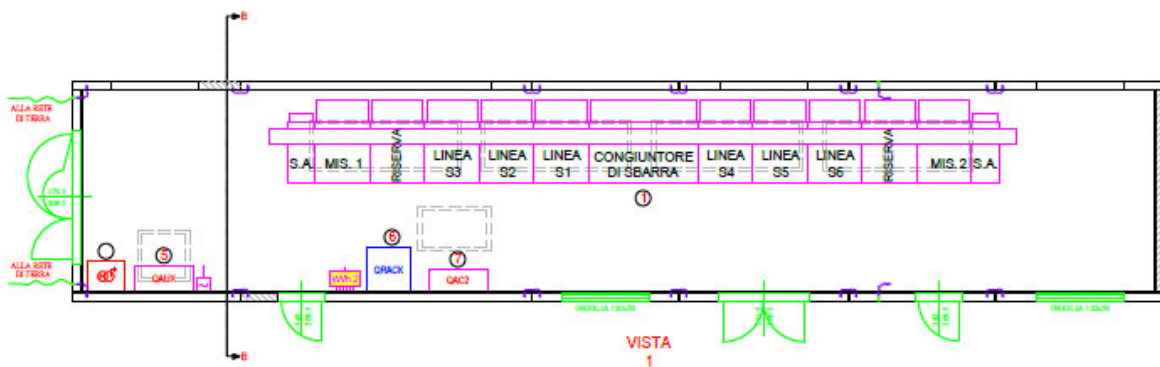 B
ALLA RETE
DI TERRA
S.A.
MIS. 1
RISERVA
LINEA
S3
LINEA
S2
LINEA
S1
CONGIUNTORE
DI SBARRA
LINEA
S4
LINEA
S5
LINEA
S6
RISERVA
MIS. 2
S.A.
1
5
6
7
ALLA RETE
DI TERRA
QAUX
QRACK
QAC2
B
VISTA
1